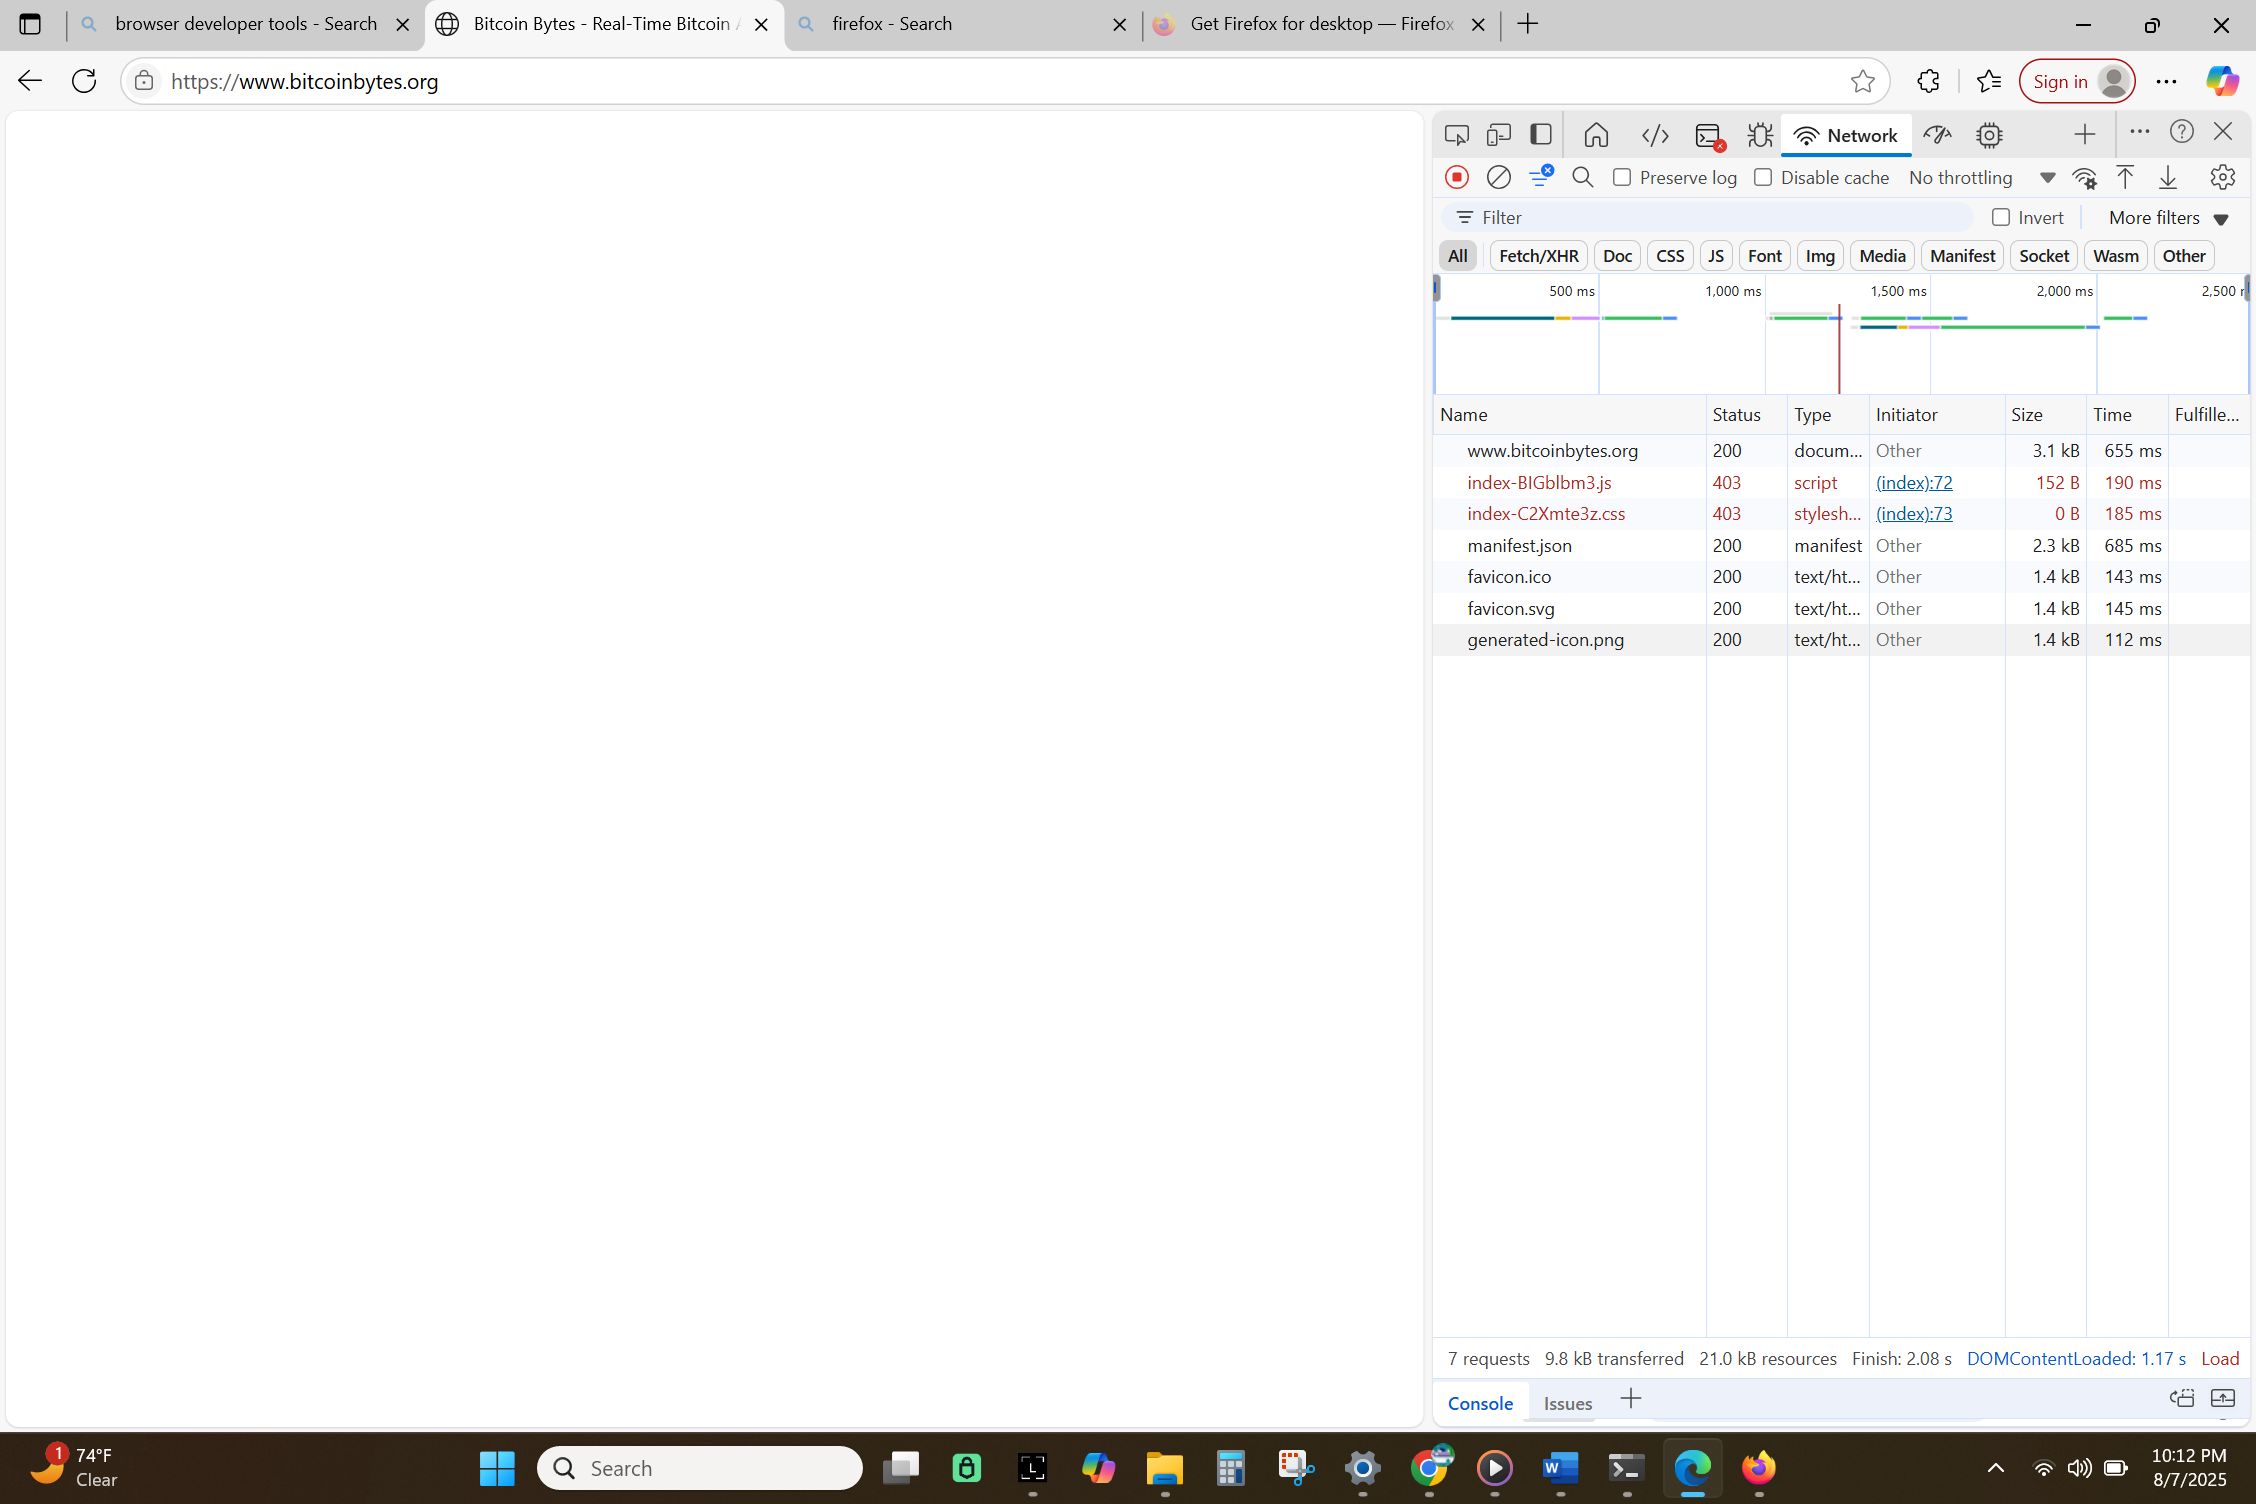 browser developer tools - Search
Bitcoin Bytes - Real-Time Bitcoin
firefox - Search
Get Firefox for desktop — Firefox
https://www.bitcoinbytes.org
Sign in
Network
Preserve log
Disable cache
No throttling
Filter
Invert
More filters
All Fetch/XHR Doc CSS JS Font Img Media Manifest Socket Wasm Other
500 ms 1,000 ms 1,500 ms 2,000 ms 2,500
Name Status Type Initiator Size Time Fulfille...
www.bitcoinbytes.org 200 docum... Other 3.1 kB 655 ms
index-BIGblbm3.js 403 script (index):72 152 B 190 ms
index-C2Xmte3z.css 403 stylesh... (index):73 0 B 185 ms
manifest.json 200 manifest Other 2.3 kB 685 ms
favicon.ico 200 text/ht... Other 1.4 kB 143 ms
favicon.svg 200 text/ht... Other 1.4 kB 145 ms
generated-icon.png 200 text/ht... Other 1.4 kB 112 ms
7 requests 9.8 kB transferred 21.0 kB resources Finish: 2.08 s DOMContentLoaded: 1.17 s Load
Console Issues
1
74°F
Clear
Search
10:12 PM
8/7/2025